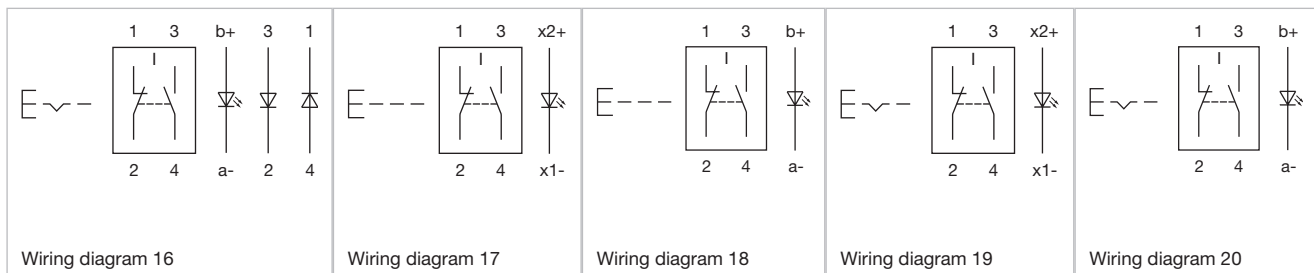 1 3 b+ 3 1
I
2 4 a- 2 4
Wiring diagram 16
1 3 x2+
I
2 4 x1-
Wiring diagram 17
1 3 b+
I
2 4 a-
Wiring diagram 18
1 3 x2+
I
2 4 x1-
Wiring diagram 19
1 3 b+
I
2 4 a-
Wiring diagram 20